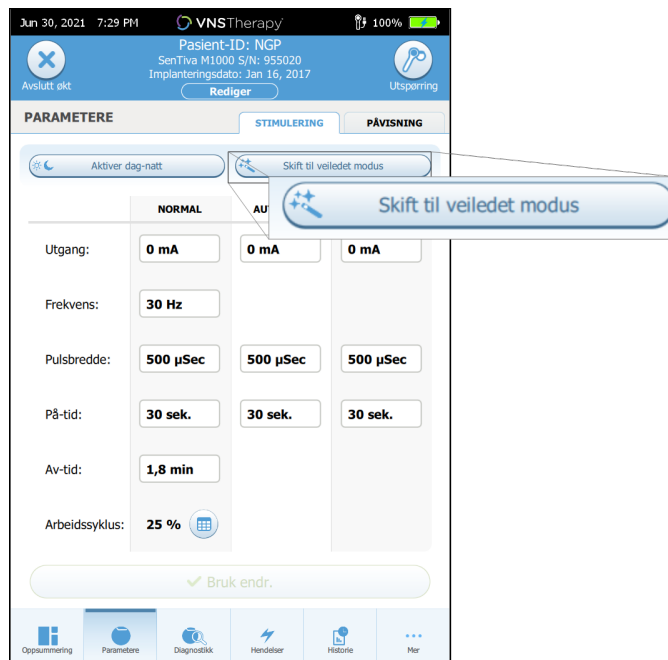 Jun 30, 2021 7:29 PM VNSTherapy 100%
Pasient-ID: NGP
SenTiva M1000 S/N: 955020
Implanteringsdato: Jan 16, 2017
Avslutt økt Rediger Utspørring
PARAMETERE STIMULERING PÅVISNING
Aktiver dag-natt Skift til veiledet modus
Skift til veiledet modus
NORMAL
Utgang: 0 mA 0 mA 0 mA
Frekvens: 30 Hz
Pulsbredde: 500 µSec 500 µSec 500 µSec
På-tid: 30 sek. 30 sek. 30 sek.
Av-tid: 1,8 min
Arbeidssyklus: 25 %
Bruk endr.
Oppsummering Parametere Diagnostikk Hendelser Historie Mer